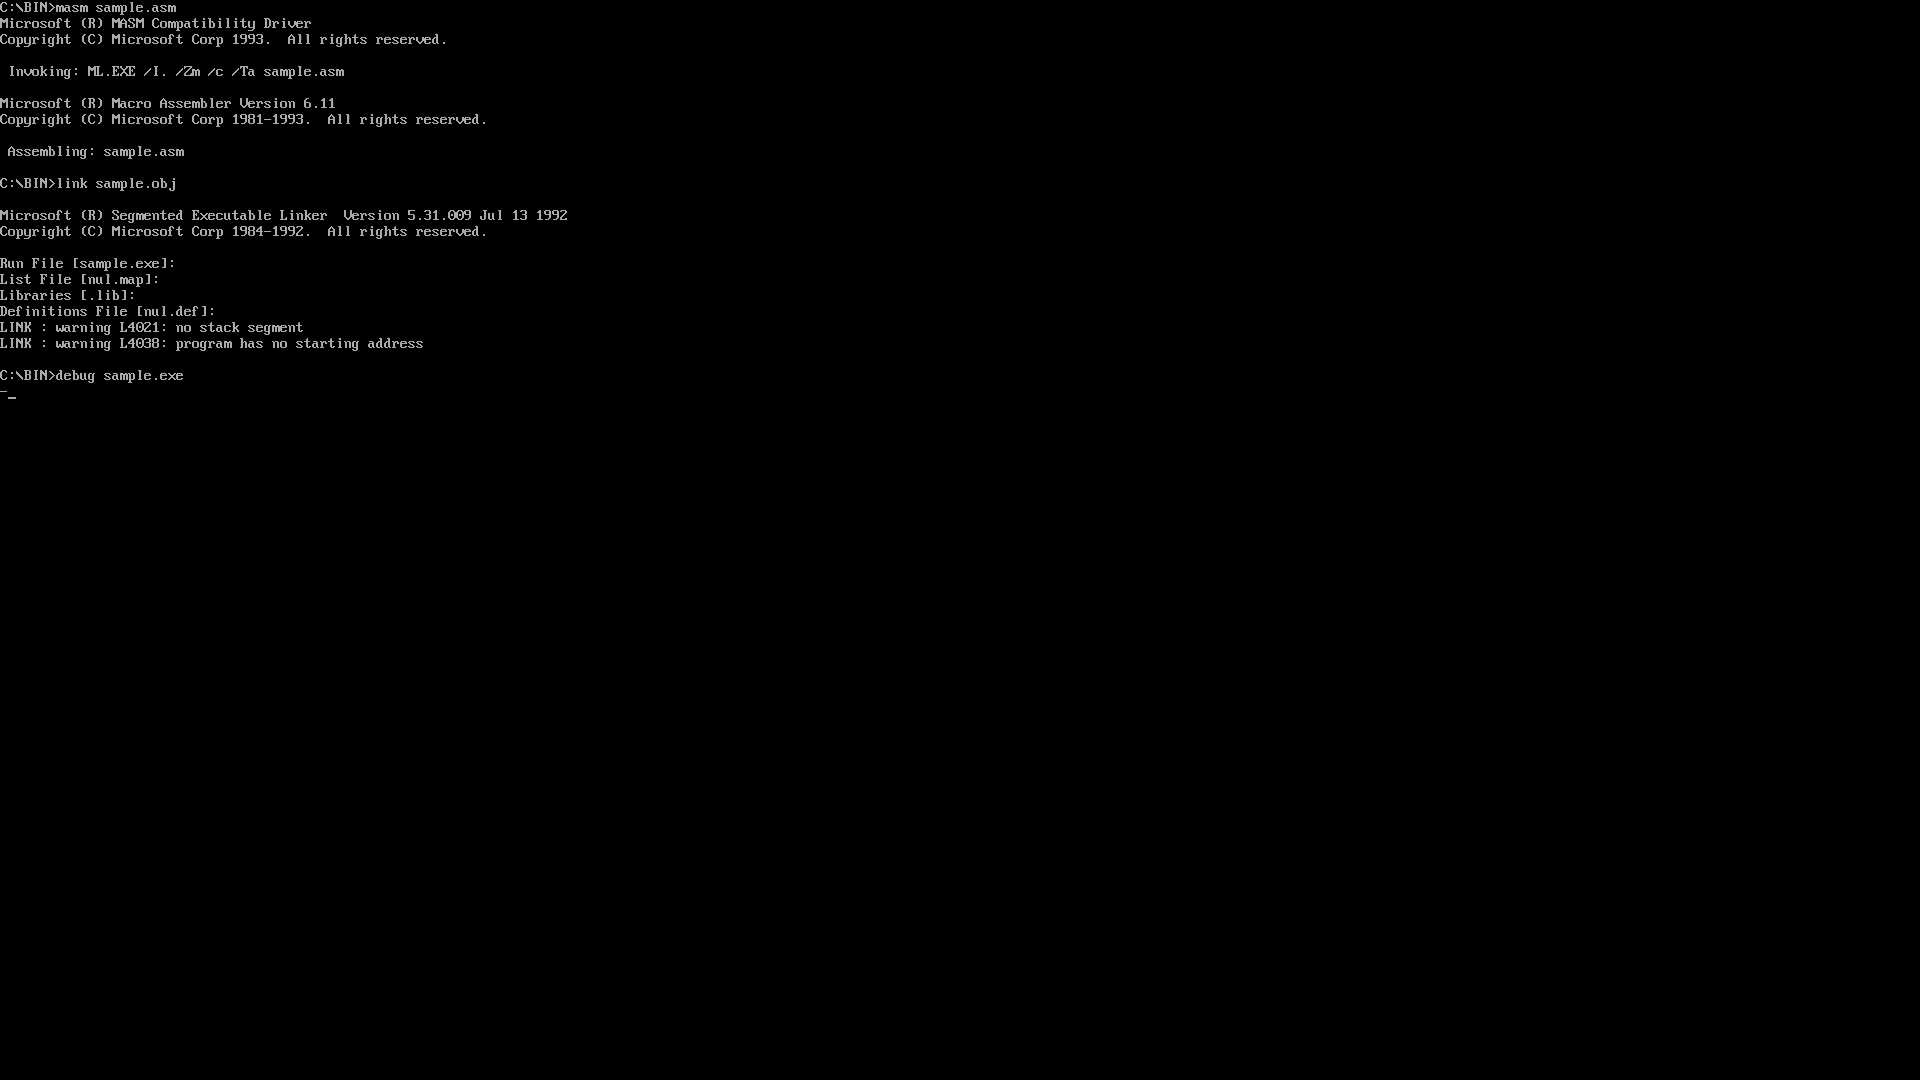 C:\BIN>masm sample.asm
Microsoft (R) MASM Compatibility Driver
Copyright (C) Microsoft Corp 1993.  All rights reserved.
Invoking: ML.EXE /I. /Zm /c /Ta sample.asm
Microsoft (R) Macro Assembler Version 6.11
Copyright (C) Microsoft Corp 1981-1993.  All rights reserved.
Assembling: sample.asm
C:\BIN>link sample.obj
Microsoft (R) Segmented Executable Linker  Version 5.31.009 Jul 13 1992
Copyright (C) Microsoft Corp 1984-1992.  All rights reserved.
Run File [sample.exe]:
List File [nul.map]:
Libraries [.lib]:
Definitions File [nul.def]:
LINK : warning L4021: no stack segment
LINK : warning L4038: program has no starting address
C:\BIN>debug sample.exe
-_